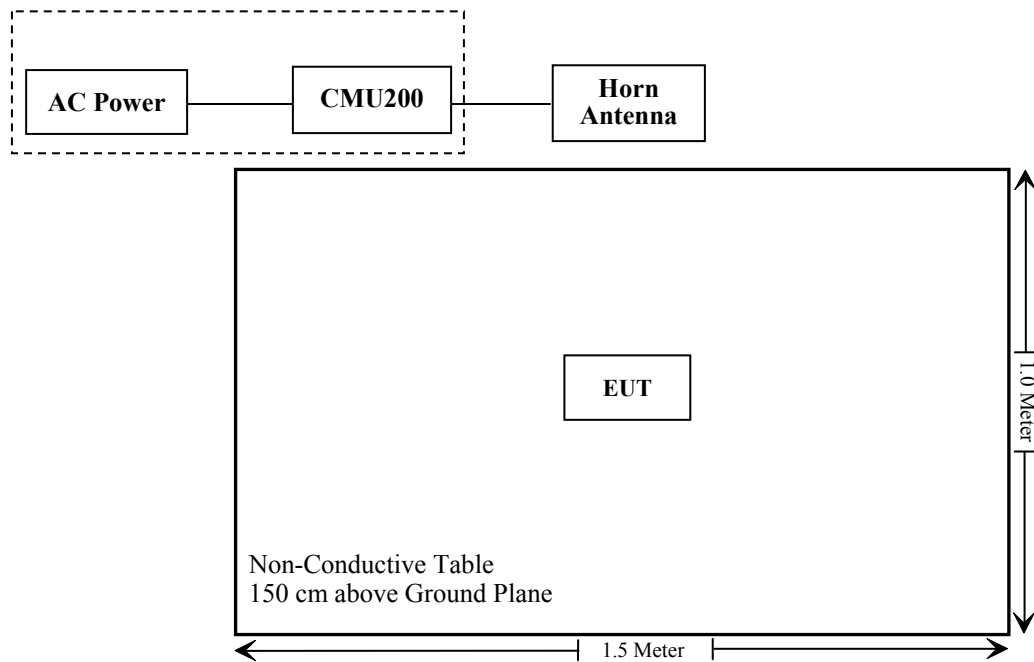 AC Power
CMU200
Horn
Antenna
EUT
1.0 Meter
Non-Conductive Table
150 cm above Ground Plane
1.5 Meter